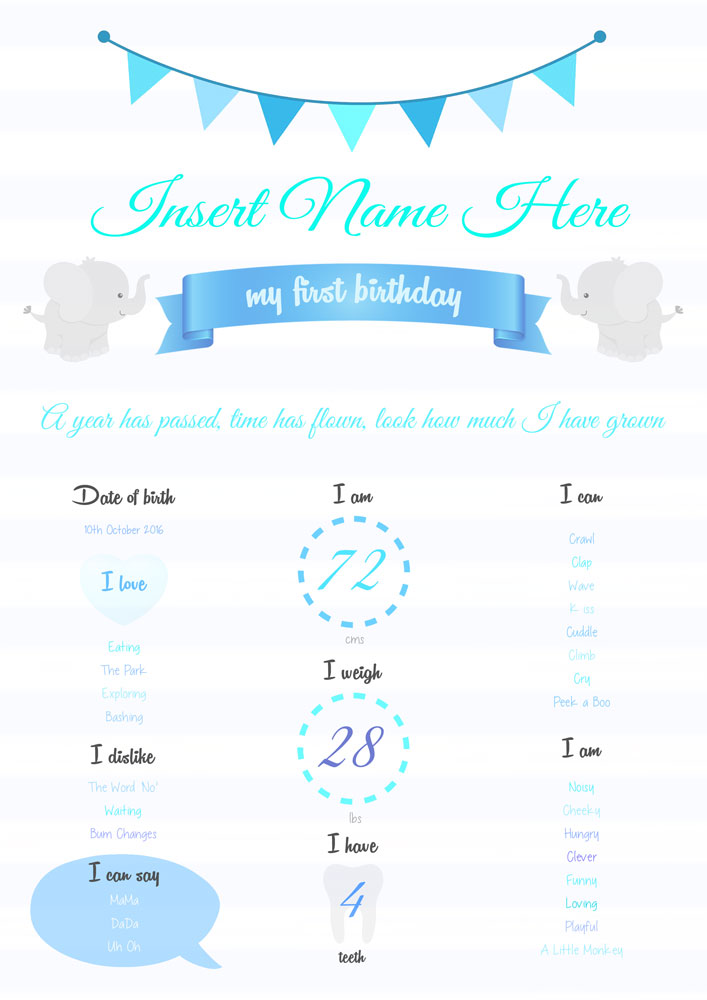 Insert Name Here
my first birthday
A year has passed, time has flown, look how much I have grown
Date of birth
10th October 2016
I love
Eating
The Park
Exploring
Bashing
I dislike
The Word 'No'
Waiting
Bum Changes
I can say
MaMa
DaDa
Uh Oh
I am
72
cms
I weigh
28
lbs
I have
4
teeth
I can
Crawl
Clap
Wave
K iss
Cuddle
Climb
Cry
Peek a Boo
I am
Noisy
Cheeky
Hungry
Clever
Funny
Loving
Playful
A Little Monkey